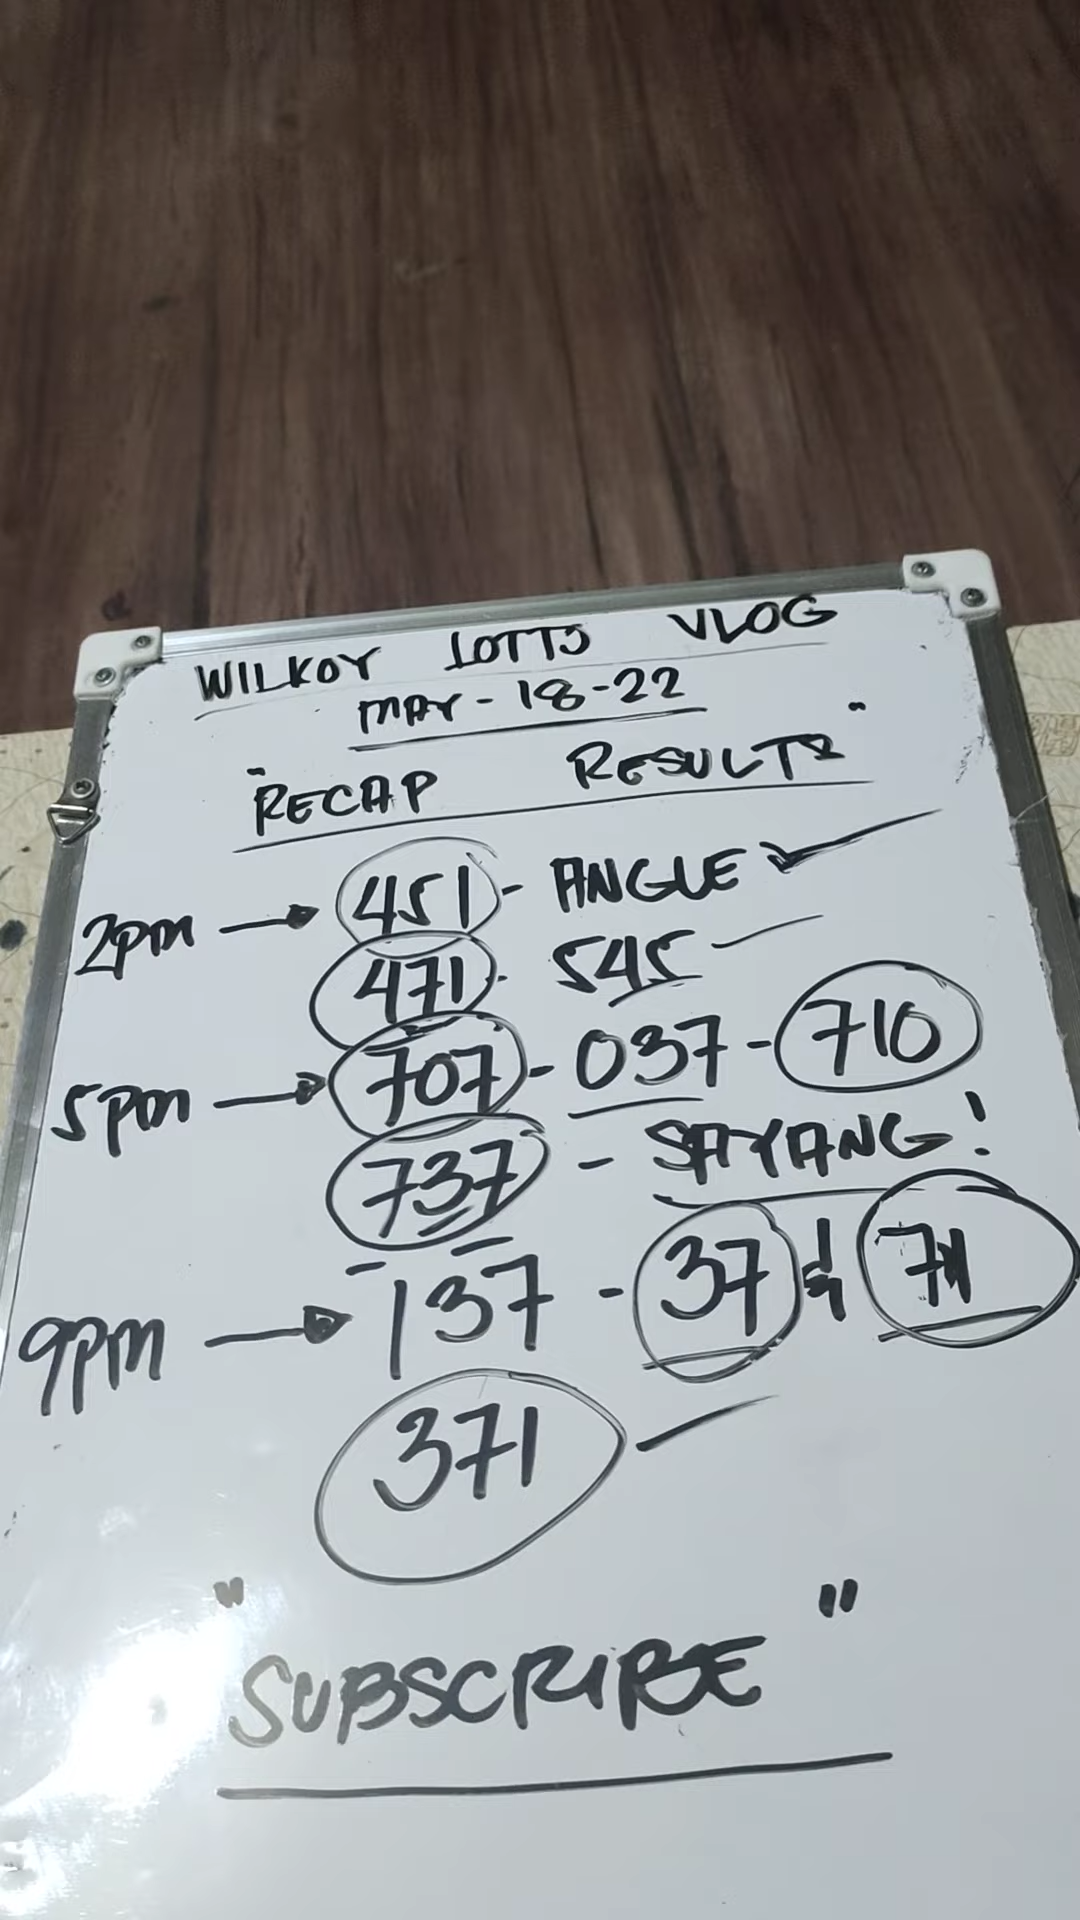 WILKOY LOTTO VLOG
MAY-18-22
"RECAP RESULTS"
2pm → 451 - ANGLE ✓
471 - 545
5pm → 707 - 037 - 710
737 - SAYANG!
9pm → 137 - 37 & 71
371
"SUBSCRIBE"